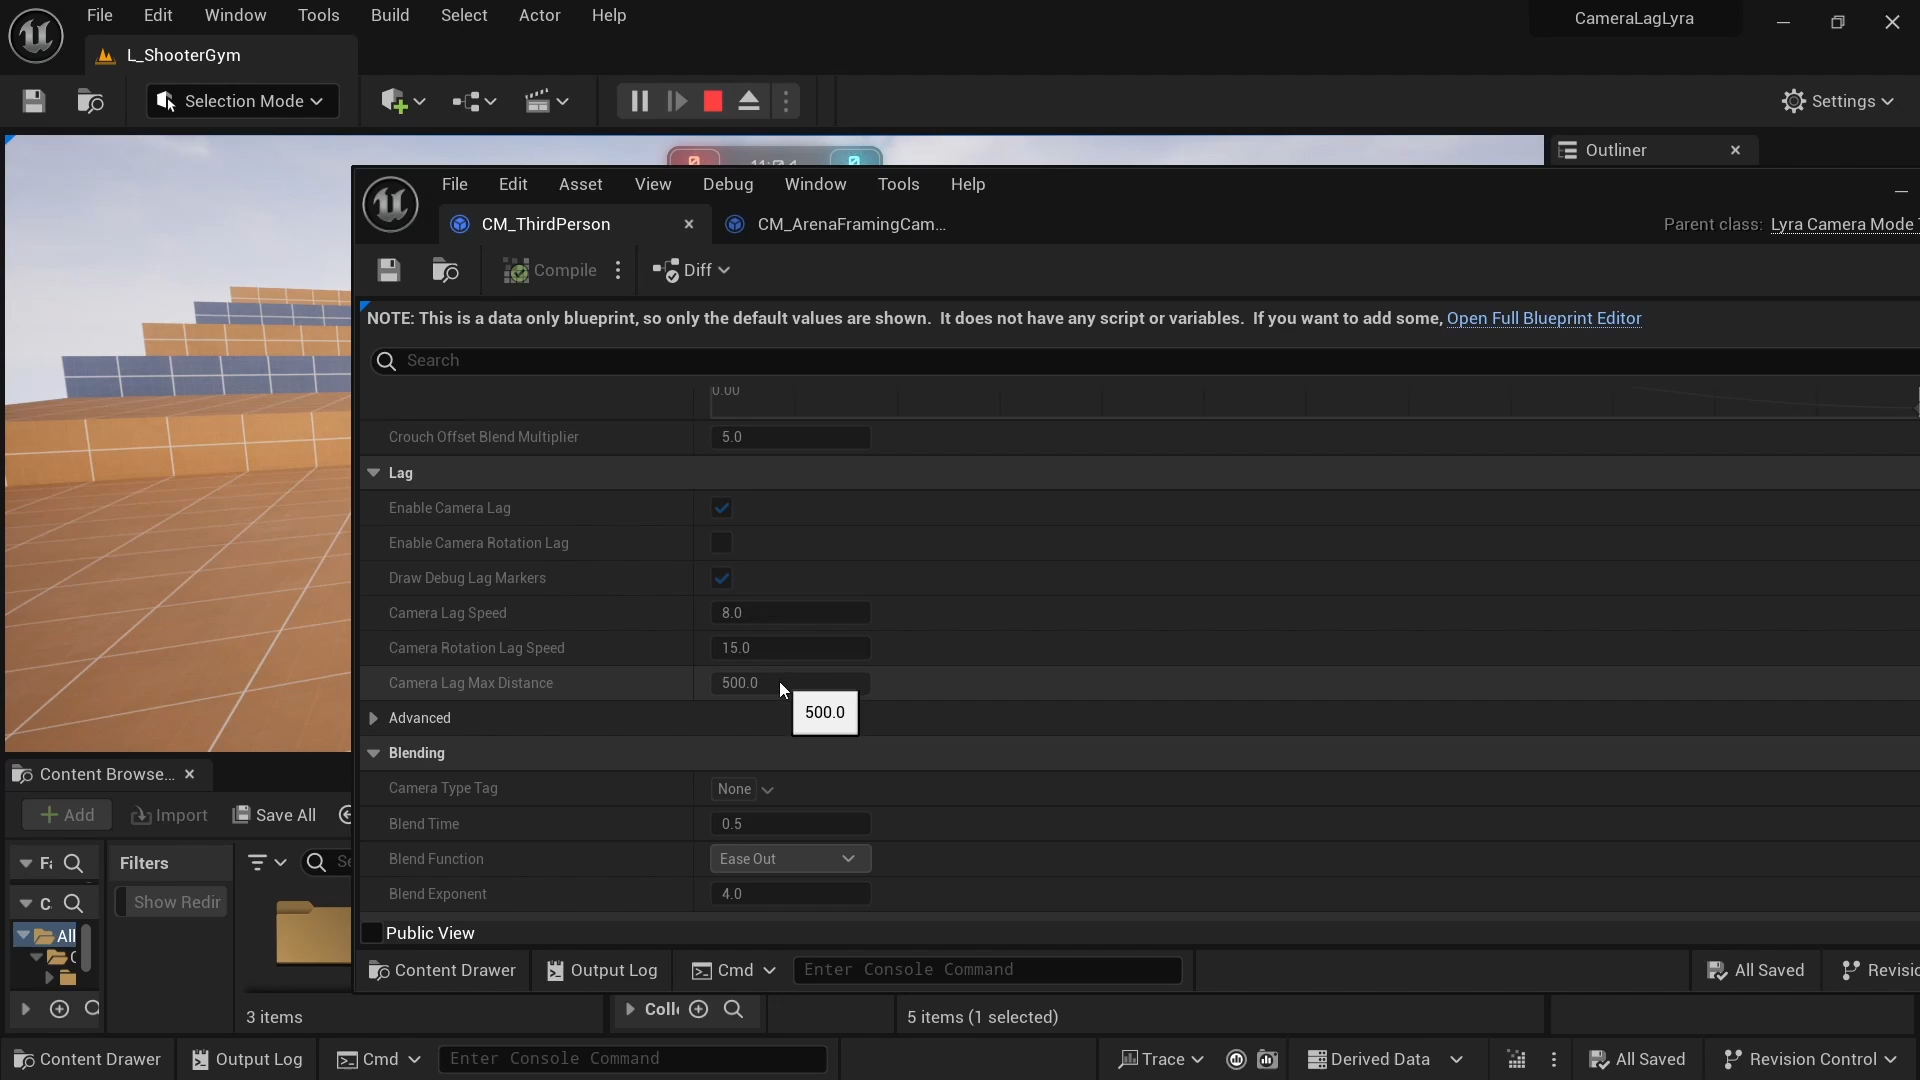 File Edit Window Tools Build Select Actor Help
CameraLagLyra
L_ShooterGym
Selection Mode
Settings
Outliner
File Edit Asset View Debug Window Tools Help
CM_ThirdPerson
CM_ArenaFramingCam...
Parent class: Lyra Camera Mode
Compile
Diff
NOTE: This is a data only blueprint, so only the default values are shown. It does not have any script or variables. If you want to add some, Open Full Blueprint Editor
Search
0.00
Crouch Offset Blend Multiplier 5.0
Lag
Enable Camera Lag
Enable Camera Rotation Lag
Draw Debug Lag Markers
Camera Lag Speed 8.0
Camera Rotation Lag Speed 15.0
Camera Lag Max Distance 500.0
500.0
Advanced
Blending
Camera Type Tag None
Blend Time 0.5
Blend Function Ease Out
Blend Exponent 4.0
Public View
Content Drawer Output Log Cmd Enter Console Command All Saved Revisio
Content Browse...
Add Import Save All
Filters
Show Redir
All
3 items
5 items (1 selected)
Content Drawer Output Log Cmd Enter Console Command Trace Derived Data All Saved Revision Control